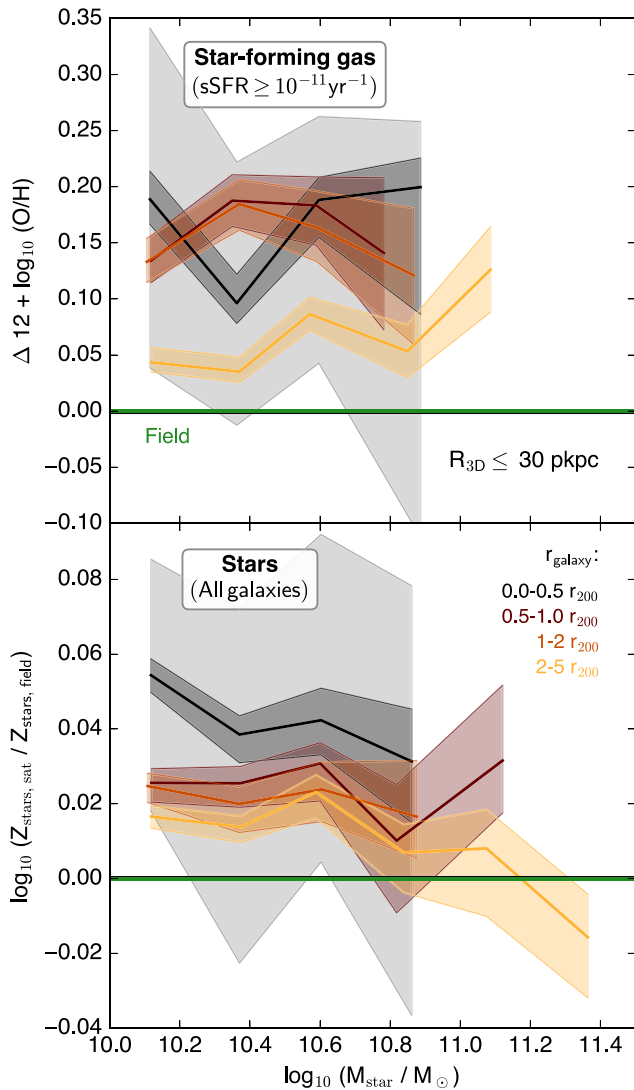 0.35
Star-forming gas
(sSFR ≥ 10⁻¹¹yr⁻¹)
0.30
0.25
0.20
0.15
0.10
0.05
0.00
−0.05
−0.10
Δ 12 + log₁₀ (O/H)
Field
R₃D ≤ 30 pkpc
Stars
(All galaxies)
r_galaxy:
0.0-0.5 r₂₀₀
0.5-1.0 r₂₀₀
1-2 r₂₀₀
2-5 r₂₀₀
0.08
0.06
0.04
0.02
0.00
−0.02
−0.04
log₁₀ (Z_stars, sat / Z_stars, field)
10.0 10.2 10.4 10.6 10.8 11.0 11.2 11.4
log₁₀ (M_star / M_⊙)